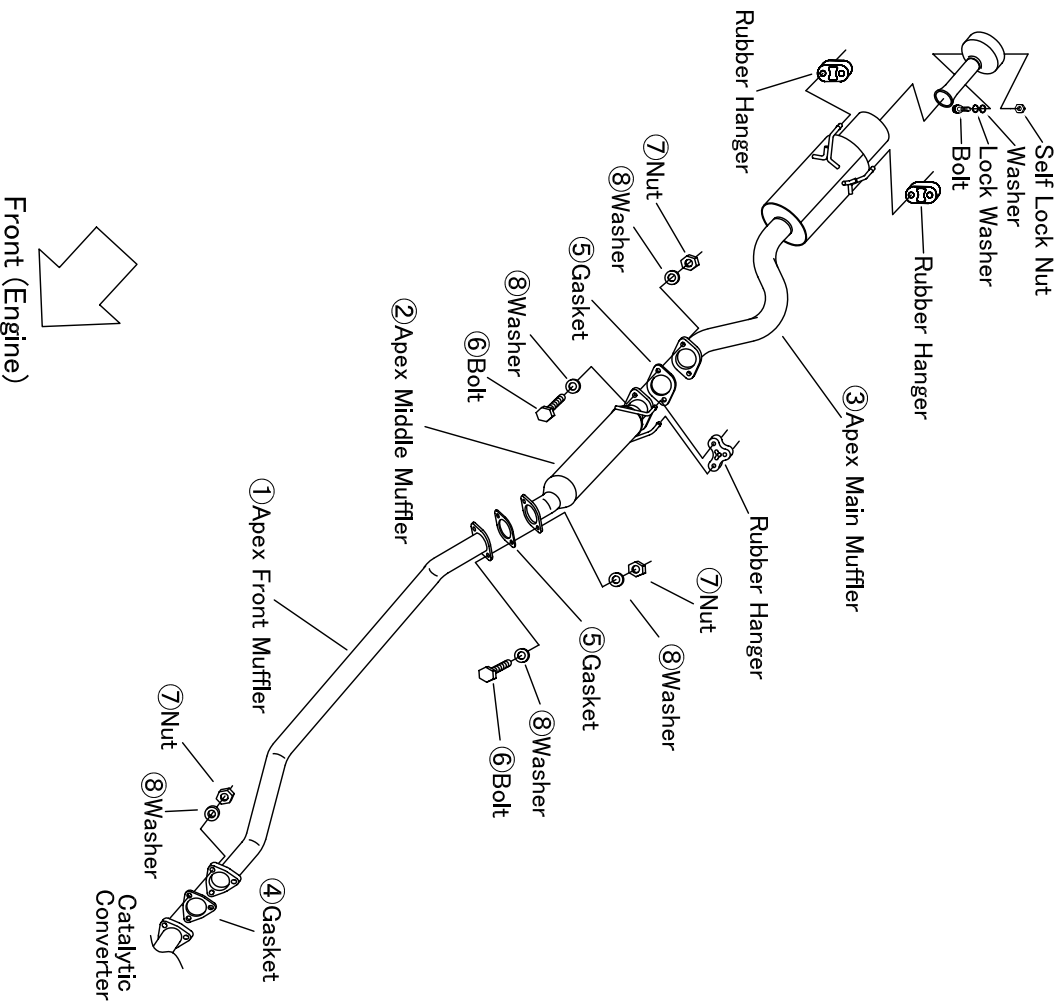 Self Lock Nut
Washer
Lock Washer
Bolt
Rubber Hanger
Rubber Hanger
③Apex Main Muffler
⑦Nut
⑧Washer
⑤Gasket
⑧Washer
⑥Bolt
②Apex Middle Muffler
Rubber Hanger
⑦Nut
⑧Washer
⑤Gasket
⑧Washer
⑥Bolt
①Apex Front Muffler
⑦Nut
⑧Washer
④Gasket
Catalytic
Converter
Front (Engine)